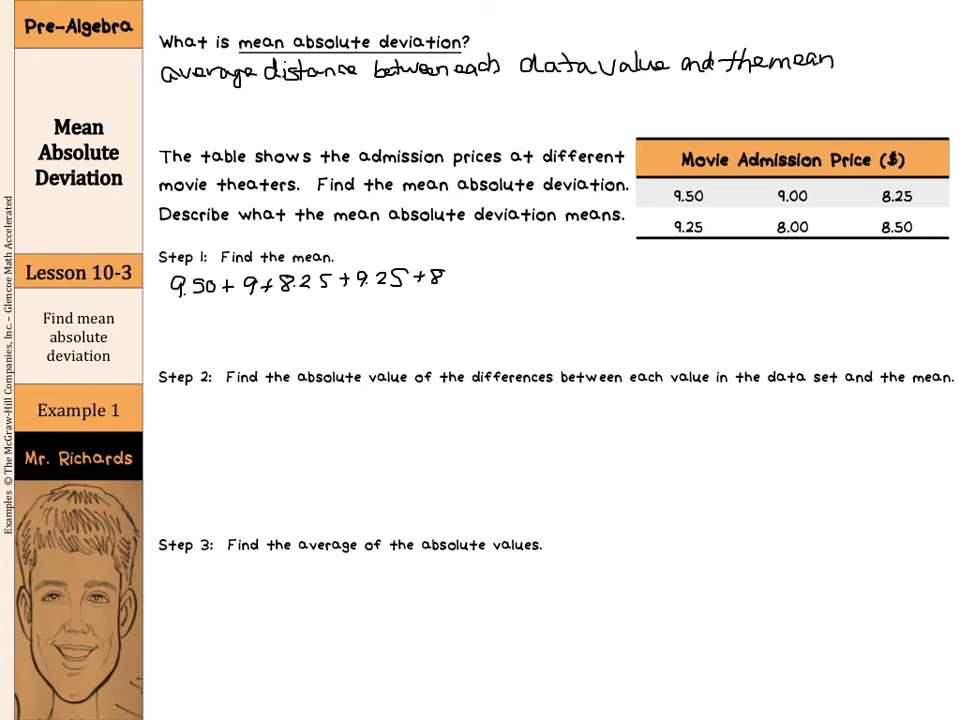 Pre-Algebra
Mean
Absolute
Deviation
Lesson 10-3
Find mean
absolute
deviation
Example 1
Mr. Richards
Examples © The McGraw-Hill Companies, Inc. – Glencoe Math Accelerated
What is mean absolute deviation?
average distance between each data value and the mean
The table shows the admission prices at different
movie theaters. Find the mean absolute deviation.
Describe what the mean absolute deviation means.
Movie Admission Price ($)
9.50 9.00 8.25
9.25 8.00 8.50
Step 1: Find the mean.
9.50 + 9 + 8.25 + 9.25 + 8
Step 2: Find the absolute value of the differences between each value in the data set and the mean.
Step 3: Find the average of the absolute values.